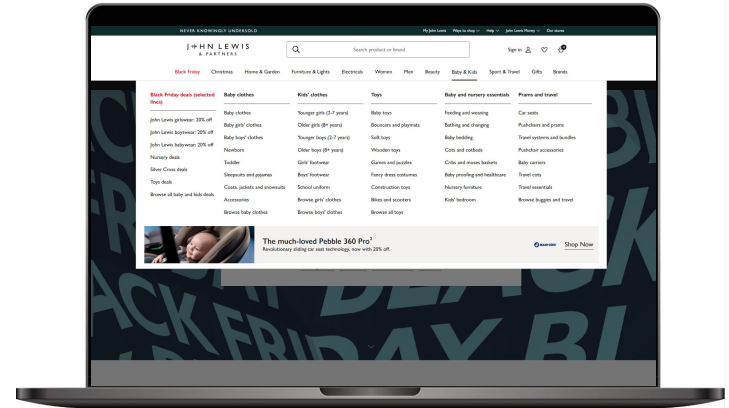 NEVER KNOWINGLY UNDERSOLD
My John Lewis Ways to shop Help John Lewis Money Our stores
JOHN LEWIS
& PARTNERS
Search product or brand
Sign in
Black Friday Christmas Home & Garden Furniture & Lights Electricals Women Men Beauty Baby & Kids Sport & Travel Gifts Brands
Black Friday deals (selected lines)
John Lewis girlswear: 20% off
John Lewis boyswear: 20% off
John Lewis babywear: 20% off
Nursery deals
Silver Cross deals
Toys deals
Browse all baby and kids deals
Baby clothes
Baby clothes
Baby girls' clothes
Baby boys' clothes
Newborn
Toddler
Sleepsuits and pyjamas
Coats, jackets and snowsuits
Accessories
Browse baby clothes
Kids' clothes
Younger girls (2-7 years)
Older girls (8+ years)
Younger boys (2-7 years)
Older boys (8+ years)
Girls' footwear
Boys' footwear
School uniform
Browse girls' clothes
Browse boys' clothes
Toys
Baby toys
Bouncers and playmats
Soft toys
Wooden toys
Games and puzzles
Fancy dress costumes
Construction toys
Bikes and scooters
Browse all toys
Baby and nursery essentials
Feeding and weaning
Bathing and changing
Baby bedding
Cots and cotbeds
Cribs and moses baskets
Baby proofing and healthcare
Nursery furniture
Kids' bedroom
Prams and travel
Car seats
Pushchairs and prams
Travel systems and bundles
Pushchair accessories
Baby carriers
Travel cots
Travel essentials
Browse buggies and travel
The much-loved Pebble 360 Pro²
Revolutionary sliding car seat technology, now with 20% off.
MAXI-COSI
Shop Now
BLACK
FRIDAY
BLACK
FRIDAY